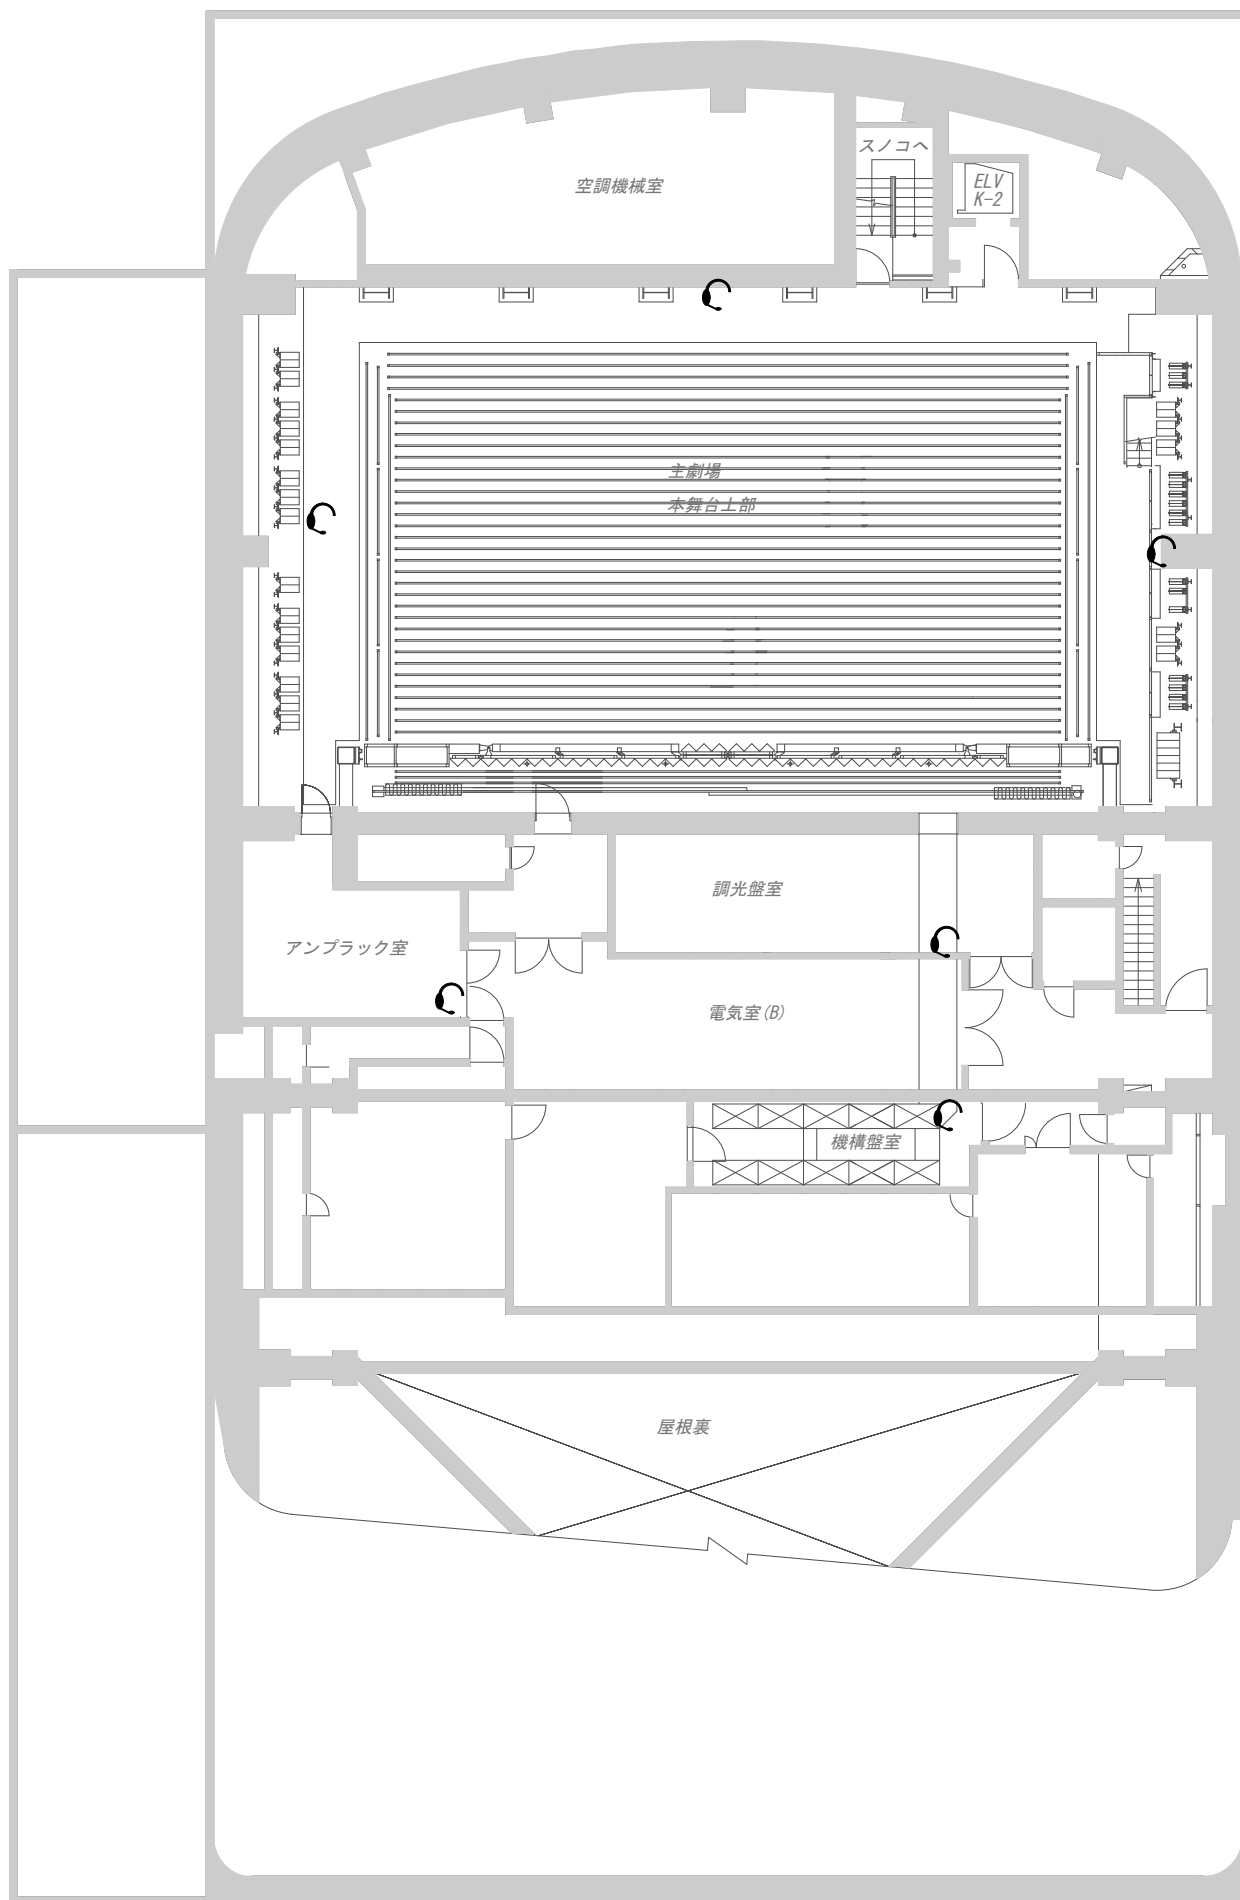 スノコへ
空調機械室
ELV
K-2
主劇場
本舞台上部
調光盤室
アンプラック室
電気室(B)
機構盤室
屋根裏